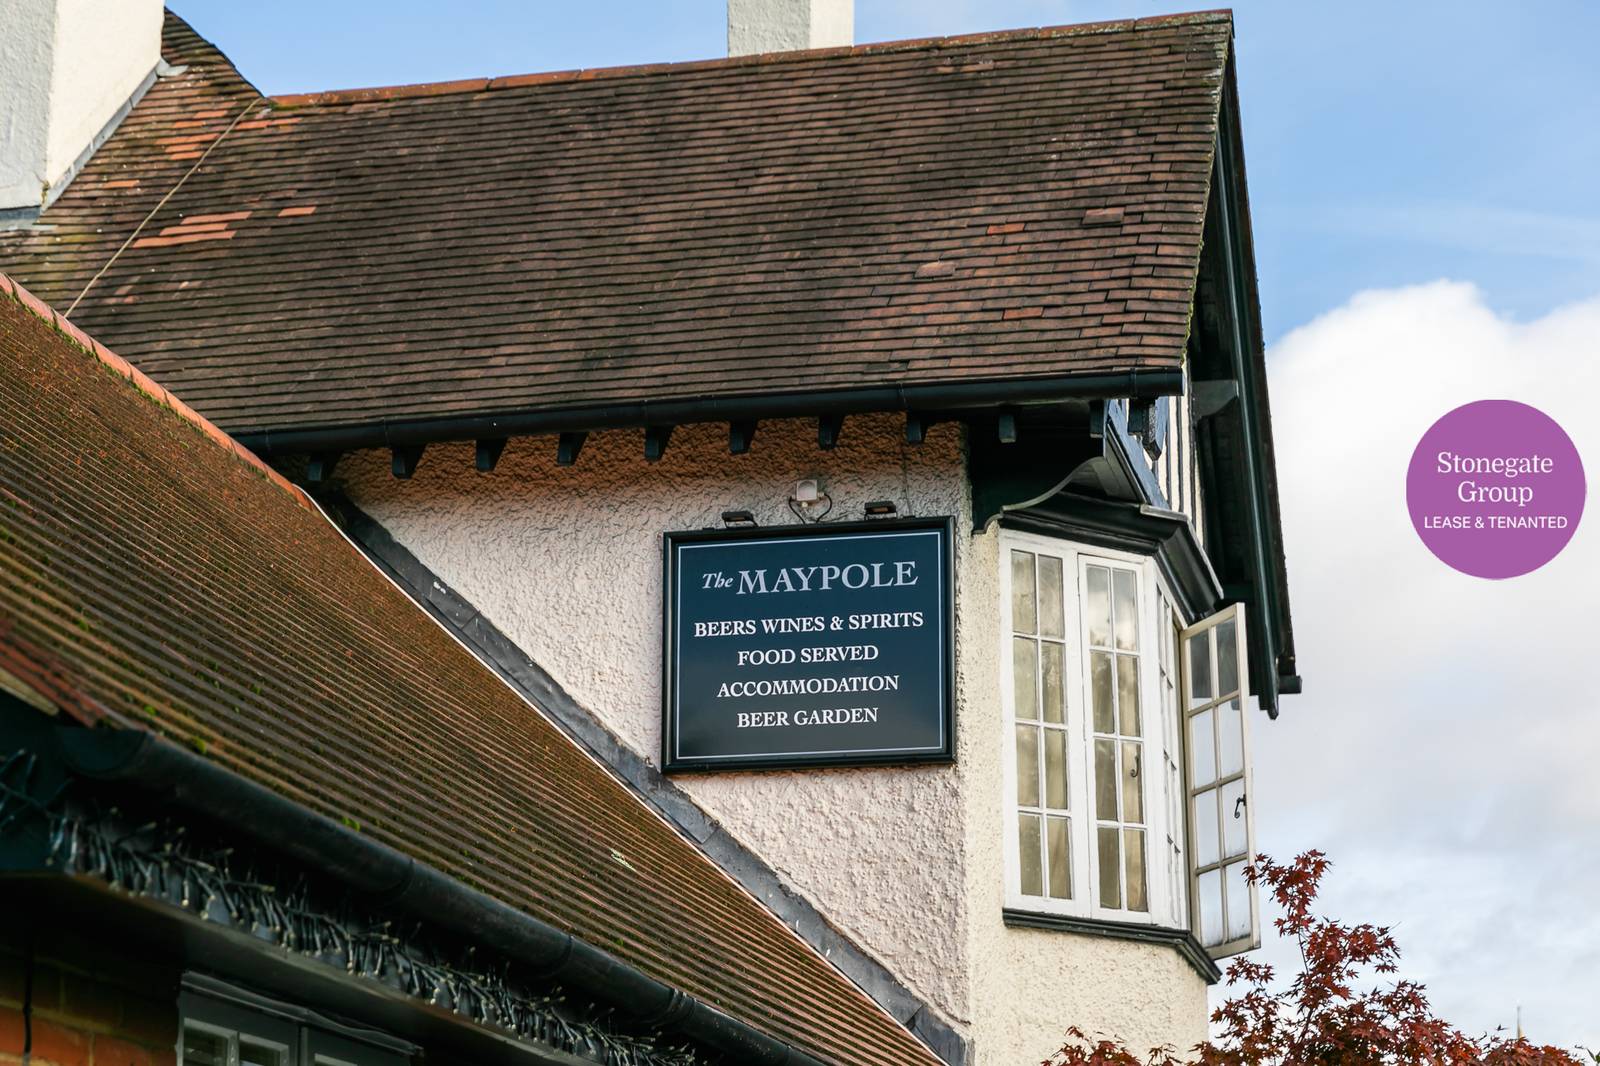 The MAYPOLE
BEERS WINES & SPIRITS
FOOD SERVED
ACCOMMODATION
BEER GARDEN
Stonegate
Group
LEASE & TENANTED